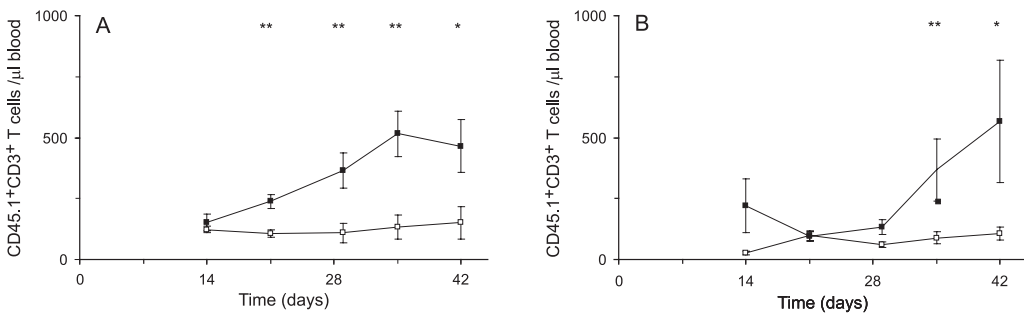 A
CD45.1+CD3+ T cells /μl blood
1000
500
0
** ** ** *
0 14 28 42
Time (days)
B
CD45.1+CD3+ T cells /μl blood
1000
500
0
** *
0 14 28 42
Time (days)